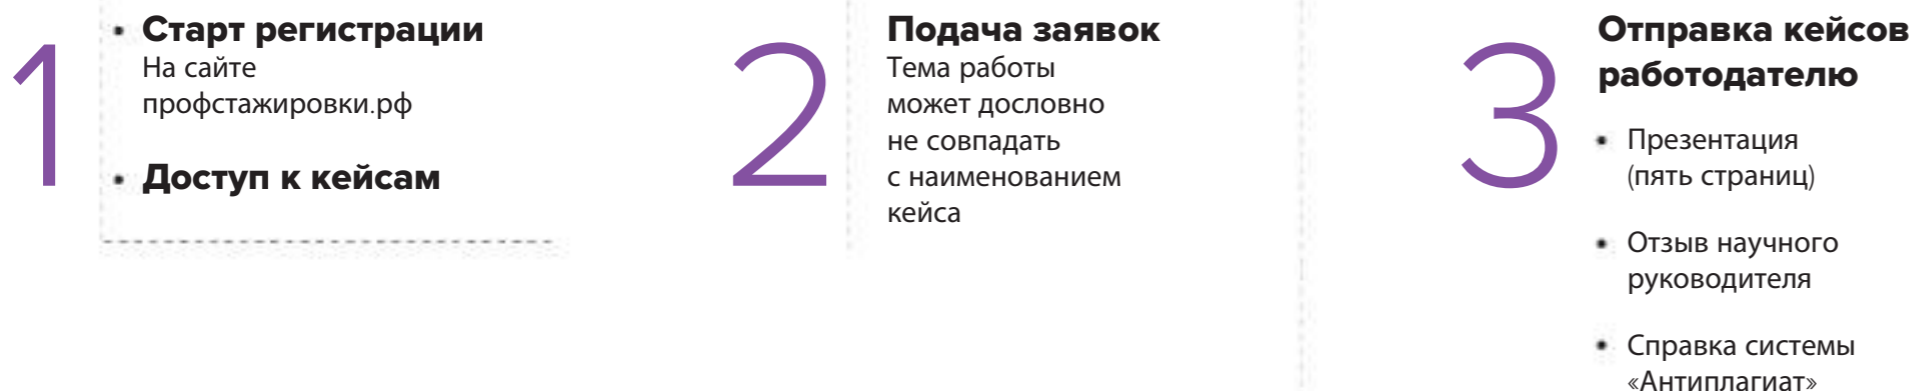 1
• Старт регистрации
На сайте
профстажировки.рф
• Доступ к кейсам
2
Подача заявок
Тема работы
может дословно
не совпадать
с наименованием
кейса
3
Отправка кейсов
работодателю
• Презентация
(пять страниц)
• Отзыв научного
руководителя
• Справка системы
«Антиплагиат»